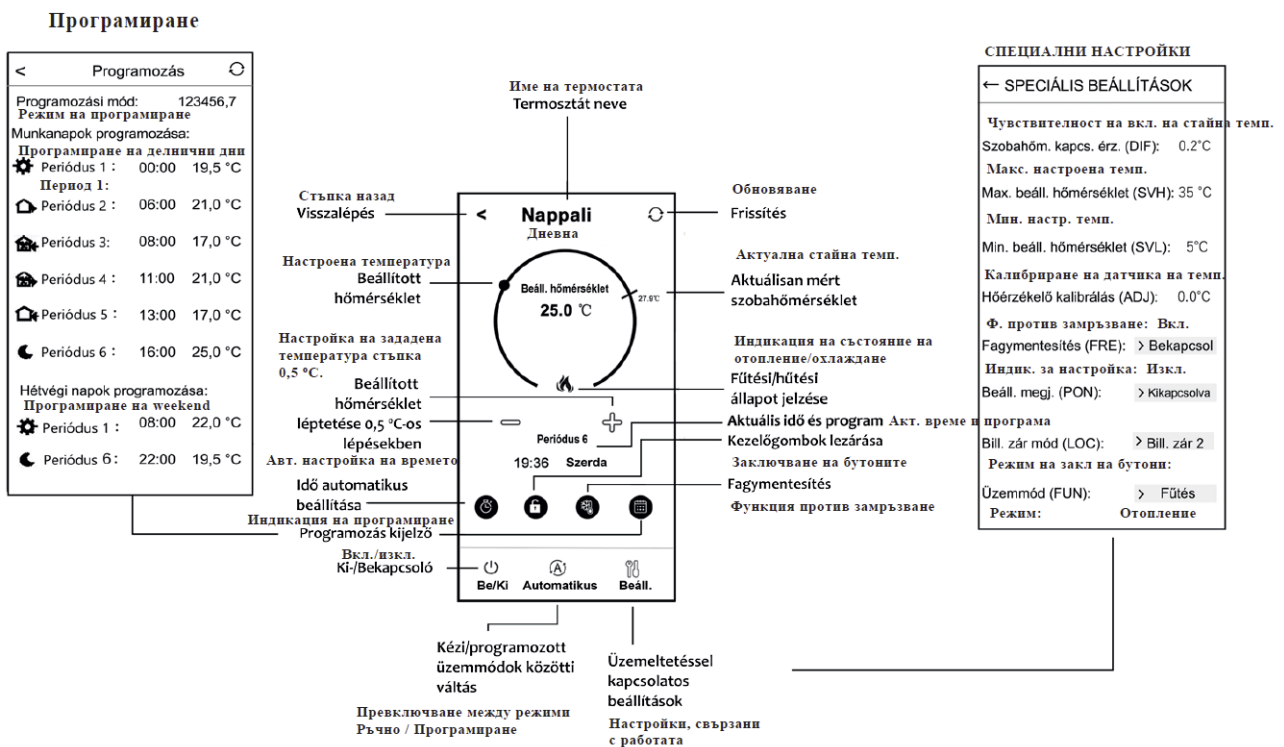 Програмиране
< Programozás
Programozási mód: 123456,7
Режим на програмиране
Munkanapok programozása:
Програмиране на делнични дни
Periódus 1 : 00:00 19,5 °C
Период 1:
Periódus 2 : 06:00 21,0 °C
Periódus 3: 08:00 17,0 °C
Periódus 4 : 11:00 21,0 °C
Periódus 5 : 13:00 17,0 °C
Periódus 6 : 16:00 25,0 °C
Hétvégi napok programozása:
Програмиране на weekend
Periódus 1 : 08:00 22,0 °C
Periódus 6 : 22:00 19,5 °C
Име на термостата
Termosztát neve
Стъпка назад
Visszalépés
Настроена температура
Beállított
hőmérséklet
Настройка на зададена
температура стъпка
0,5 °C.
Beállított
hőmérséklet
léptetése 0,5 °C-os
lépésekben
Авт. настройка на времето
Idő automatikus
beállítása
Индикация на програмиране
Programozás kijelző
Вкл./изкл.
Ki-/Bekapcsoló
< Nappali
Дневна
Beáll. hőmérséklet
25.0 °C
27.9°C
Periódus 6
19:36 Szerda
Be/Ki Automatikus Beáll.
Обновяване
Frissítés
Актуална стайна темп.
Aktuálisan mért
szobahőmérséklet
Индикация на състояние на
отопление/охлаждане
Fűtési/hűtési
állapot jelzése
Aktuális idő és program Акт. време и програма
Kezelőgombok lezárása
Заключване на бутоните
Fagymentesítés
Функция против замръзване
Kézi/programozott
üzemmódok közötti
váltás
Превключване между режими
Ръчно / Програмиране
Üzemeltetéssel
kapcsolatos
beállítások
Настройки, свързани
с работата
СПЕЦИАЛНИ НАСТРОЙКИ
← SPECIÁLIS BEÁLLÍTÁSOK
Чувствителност на вкл. на стайна темп.
Szobahőm. kapcs. érz. (DIF): 0.2°C
Макс. настроена темп.
Max. beáll. hőmérséklet (SVH): 35 °C
Мин. настр. темп.
Min. beáll. hőmérséklet (SVL): 5°C
Калибриране на датчика на темп.
Hőérzékelő kalibrálás (ADJ): 0.0°C
Ф. против замръзване: Вкл.
Fagymentesítés (FRE): > Bekapcsol
Индик. за настройка: Изкл.
Beáll. megj. (PON): > Kikapcsolva
Bill. zár mód (LOC): > Bill. zár 2
Режим на закл на бутони:
Üzemmód (FUN): > Fűtés
Режим: Отопление